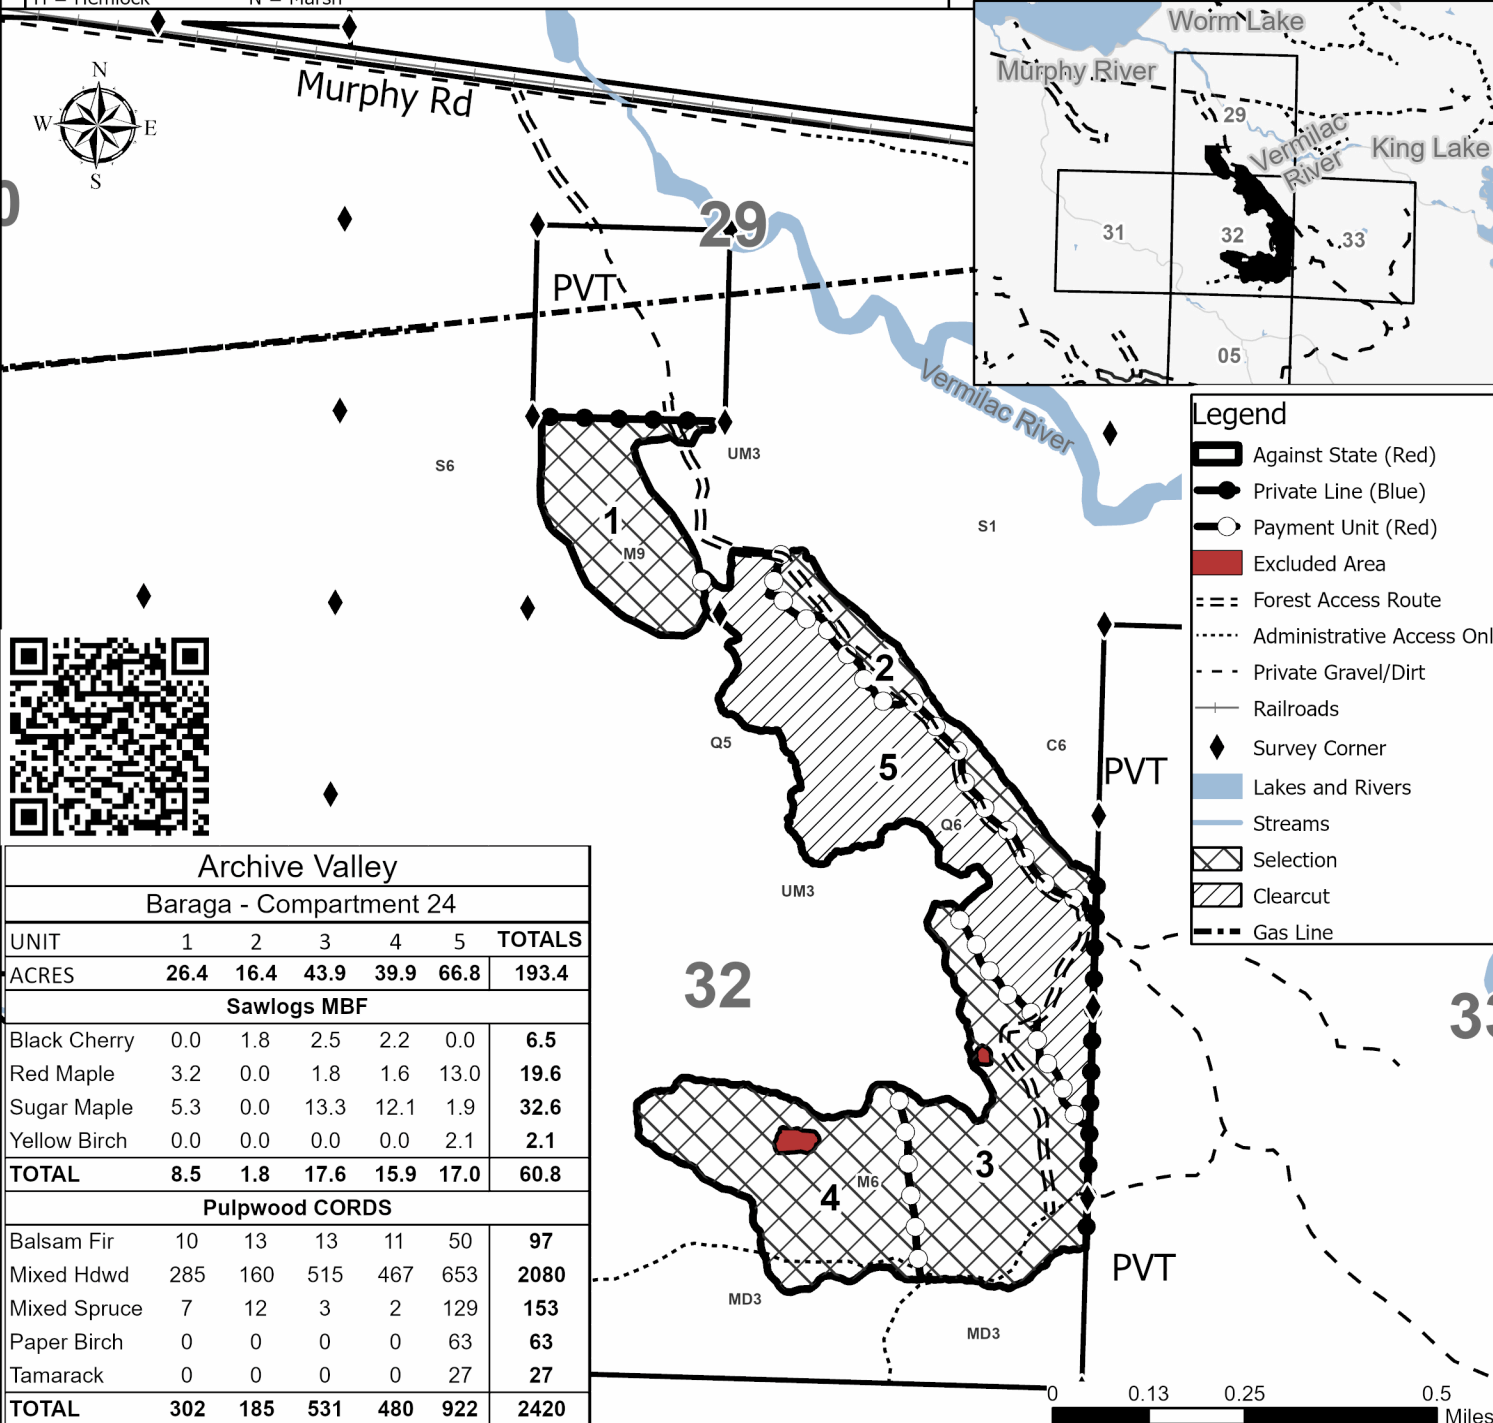 H = Hemlock N = Marsh
Murphy Rd
N
W E
S
0
29
PVT
Vermilac River
S6
UM3
S1
1
M9
2
Q5
C6
5
PVT
Q6
UM3
32
33
3
4
M6
PVT
MD3
MD3
Worm Lake
Murphy River
29
Vermilac
River
King Lake
31
32
33
05
Legend
Against State (Red)
Private Line (Blue)
Payment Unit (Red)
Excluded Area
Forest Access Route
Administrative Access Onl
Private Gravel/Dirt
Railroads
Survey Corner
Lakes and Rivers
Streams
Selection
Clearcut
Gas Line
Archive Valley
Baraga - Compartment 24
UNIT 1 2 3 4 5 TOTALS
ACRES 26.4 16.4 43.9 39.9 66.8 193.4
Sawlogs MBF
Black Cherry 0.0 1.8 2.5 2.2 0.0 6.5
Red Maple 3.2 0.0 1.8 1.6 13.0 19.6
Sugar Maple 5.3 0.0 13.3 12.1 1.9 32.6
Yellow Birch 0.0 0.0 0.0 0.0 2.1 2.1
TOTAL 8.5 1.8 17.6 15.9 17.0 60.8
Pulpwood CORDS
Balsam Fir 10 13 13 11 50 97
Mixed Hdwd 285 160 515 467 653 2080
Mixed Spruce 7 12 3 2 129 153
Paper Birch 0 0 0 0 63 63
Tamarack 0 0 0 0 27 27
TOTAL 302 185 531 480 922 2420
0 0.13 0.25 0.5
Miles